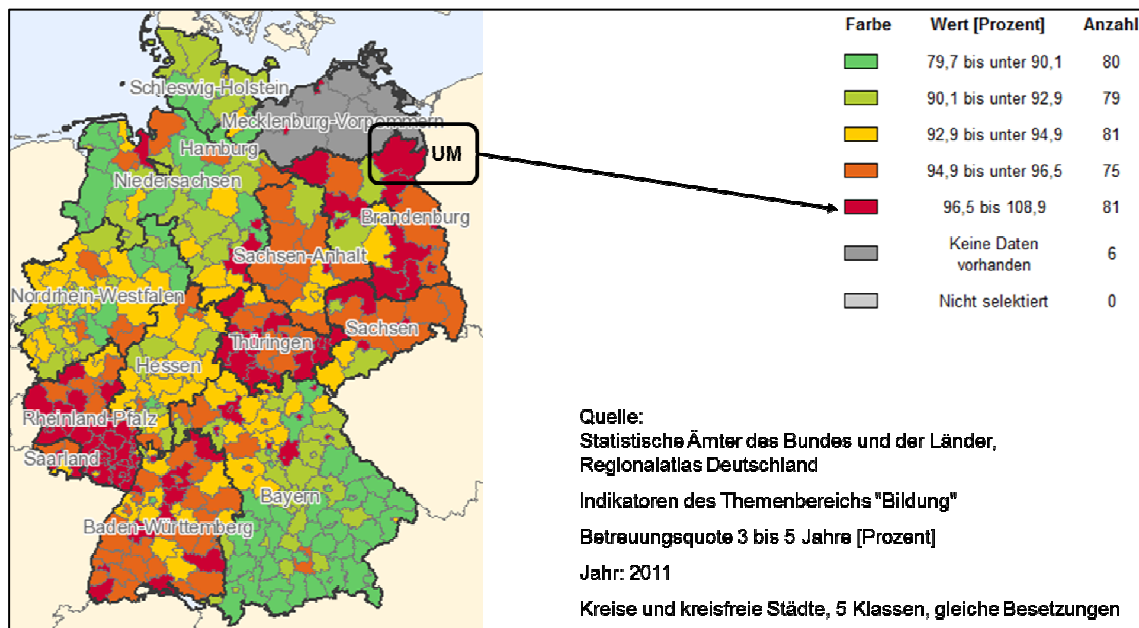 Schleswig-Holstein
Mecklenburg-Vorpommern
Hamburg
UM
Niedersachsen
Brandenburg
Sachsen-Anhalt
Nordrhein-Westfalen
Sachsen
Thüringen
Hessen
Rheinland-Pfalz
Saarland
Bayern
Baden-Württemberg
Farbe Wert [Prozent] Anzahl
79,7 bis unter 90,1 80
90,1 bis unter 92,9 79
92,9 bis unter 94,9 81
94,9 bis unter 96,5 75
96,5 bis 108,9 81
Keine Daten
vorhanden 6
Nicht selektiert 0
Quelle:
Statistische Ämter des Bundes und der Länder,
Regionalatlas Deutschland
Indikatoren des Themenbereichs "Bildung"
Betreuungsquote 3 bis 5 Jahre [Prozent]
Jahr: 2011
Kreise und kreisfreie Städte, 5 Klassen, gleiche Besetzungen